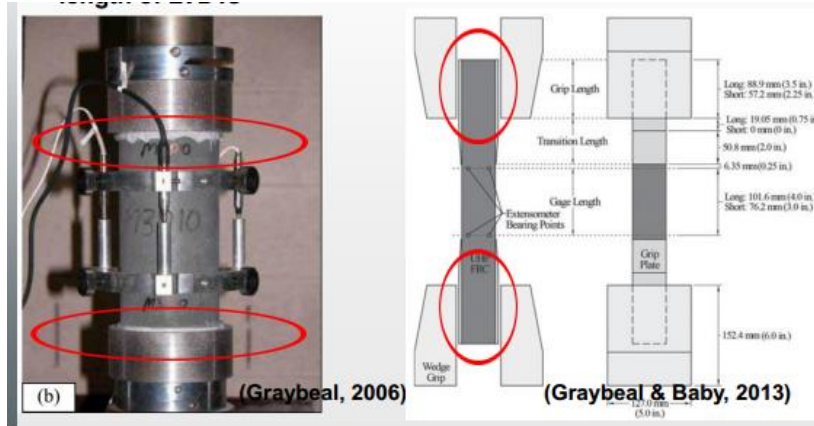 (b)
(Graybeal, 2006)
Grip Length
Transition Length
Gage Length
Extensometer
Bearing Points
UHP
FRC
Wedge
Grip
Grip
Plate
Long: 88.9 mm (3.5 in.)
Short: 57.2 mm (2.25 in.)
Long: 19.05 mm (0.75 in
Short: 0 mm (0 in.)
50.8 mm (2.0 in.)
6.35 mm (0.25 in.)
Long: 101.6 mm (4.0 in.)
Short: 76.2 mm (3.0 in.)
152.4 mm (6.0 in.)
(Graybeal & Baby, 2013)
127.0 mm
(5.0 in.)